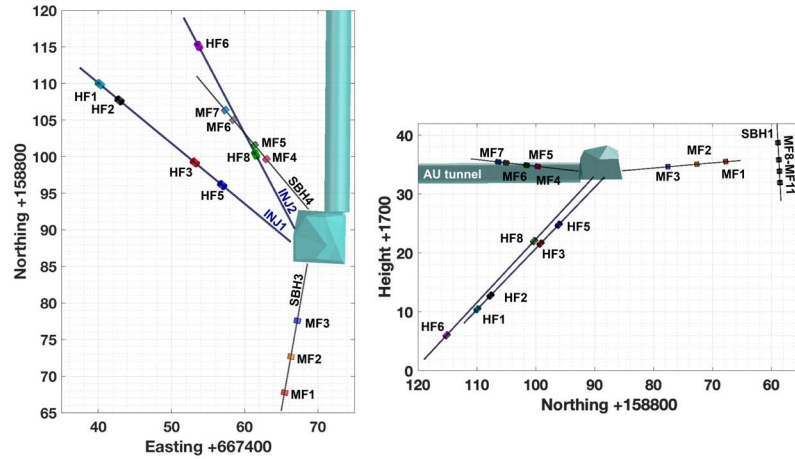 120
115
110
105
100
95
90
85
80
75
70
65
40
50
60
70
Northing +158800
Easting +667400
HF6
HF1
HF2
MF7
MF6
MF5
HF8
MF4
HF3
HF5
SBH4
INJ2
INJ1
SBH3
MF3
MF2
MF1
40
30
20
10
0
120
110
100
90
80
70
60
Height +1700
Northing +158800
SBH1
MF8-MF11
MF7
MF5
MF6
MF4
AU tunnel
MF2
MF3
MF1
HF8
HF5
HF3
HF2
HF1
HF6